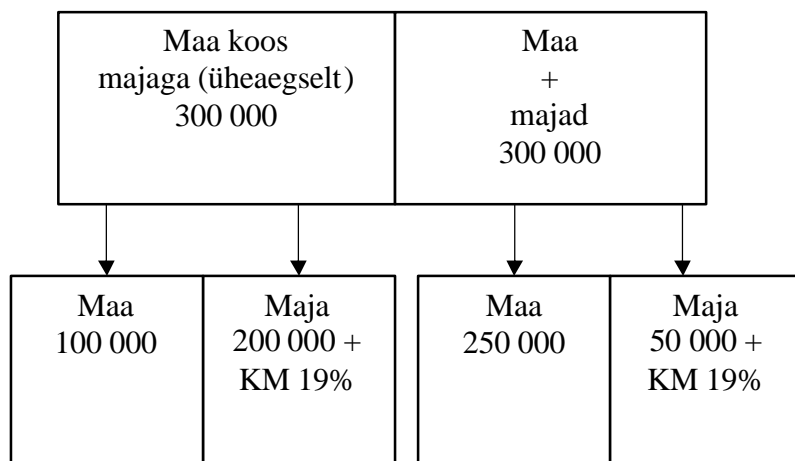 Maa koos
majaga (üheaegselt)
300 000
Maa
+
majad
300 000
Maa
100 000
Maja
200 000 +
KM 19%
Maa
250 000
Maja
50 000 +
KM 19%